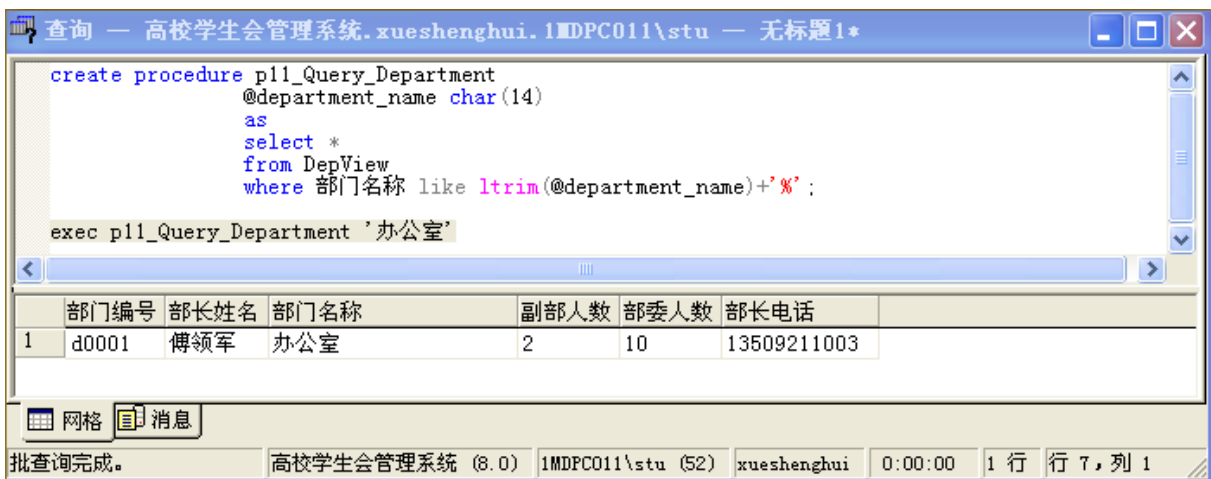 查询 — 高校学生会管理系统.xueshenghui.1MDPC011\stu — 无标题1*
create procedure p11_Query_Department
@department_name char(14)
as
select *
from DepView
where 部门名称 like ltrim(@department_name)+'%';
exec p11_Query_Department '办公室'
部门编号 部长姓名 部门名称 副部人数 部委人数 部长电话
1 d0001 傅领军 办公室 2 10 13509211003
网格 消息
批查询完成。 高校学生会管理系统 (8.0) 1MDPC011\stu (52) xueshenghui 0:00:00 1 行 行 7，列 1